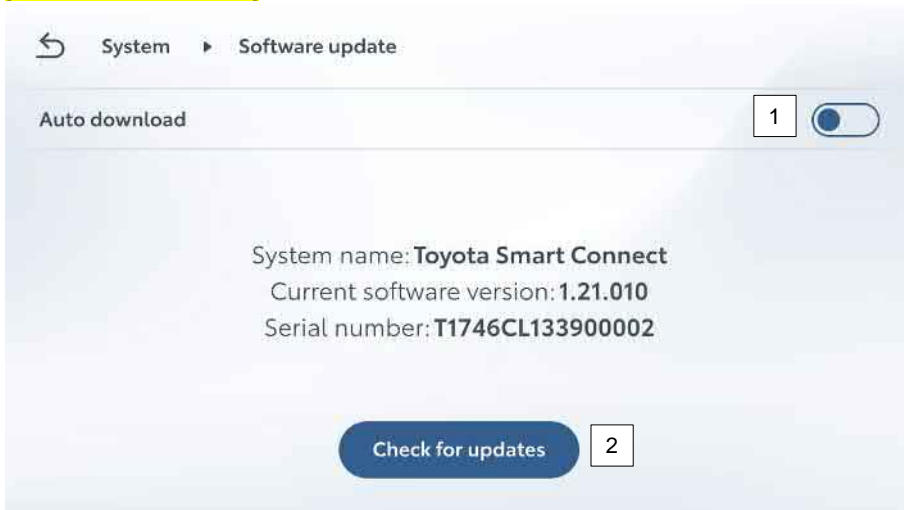 System ▸ Software update
Auto download 1
System name: Toyota Smart Connect
Current software version: 1.21.010
Serial number: T1746CL133900002
Check for updates 2